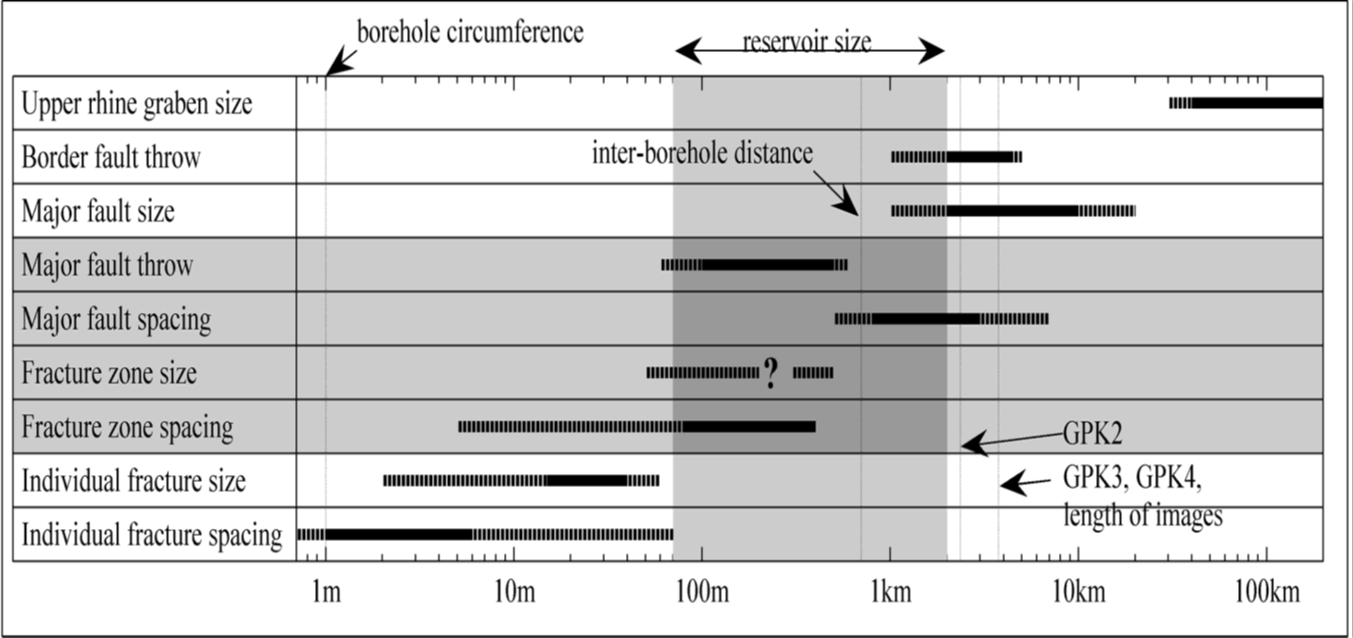 borehole circumference
reservoir size
Upper rhine graben size
Border fault throw
inter-borehole distance
Major fault size
Major fault throw
Major fault spacing
Fracture zone size
?
Fracture zone spacing
GPK2
Individual fracture size
GPK3, GPK4,
length of images
Individual fracture spacing
1m 10m 100m 1km 10km 100km